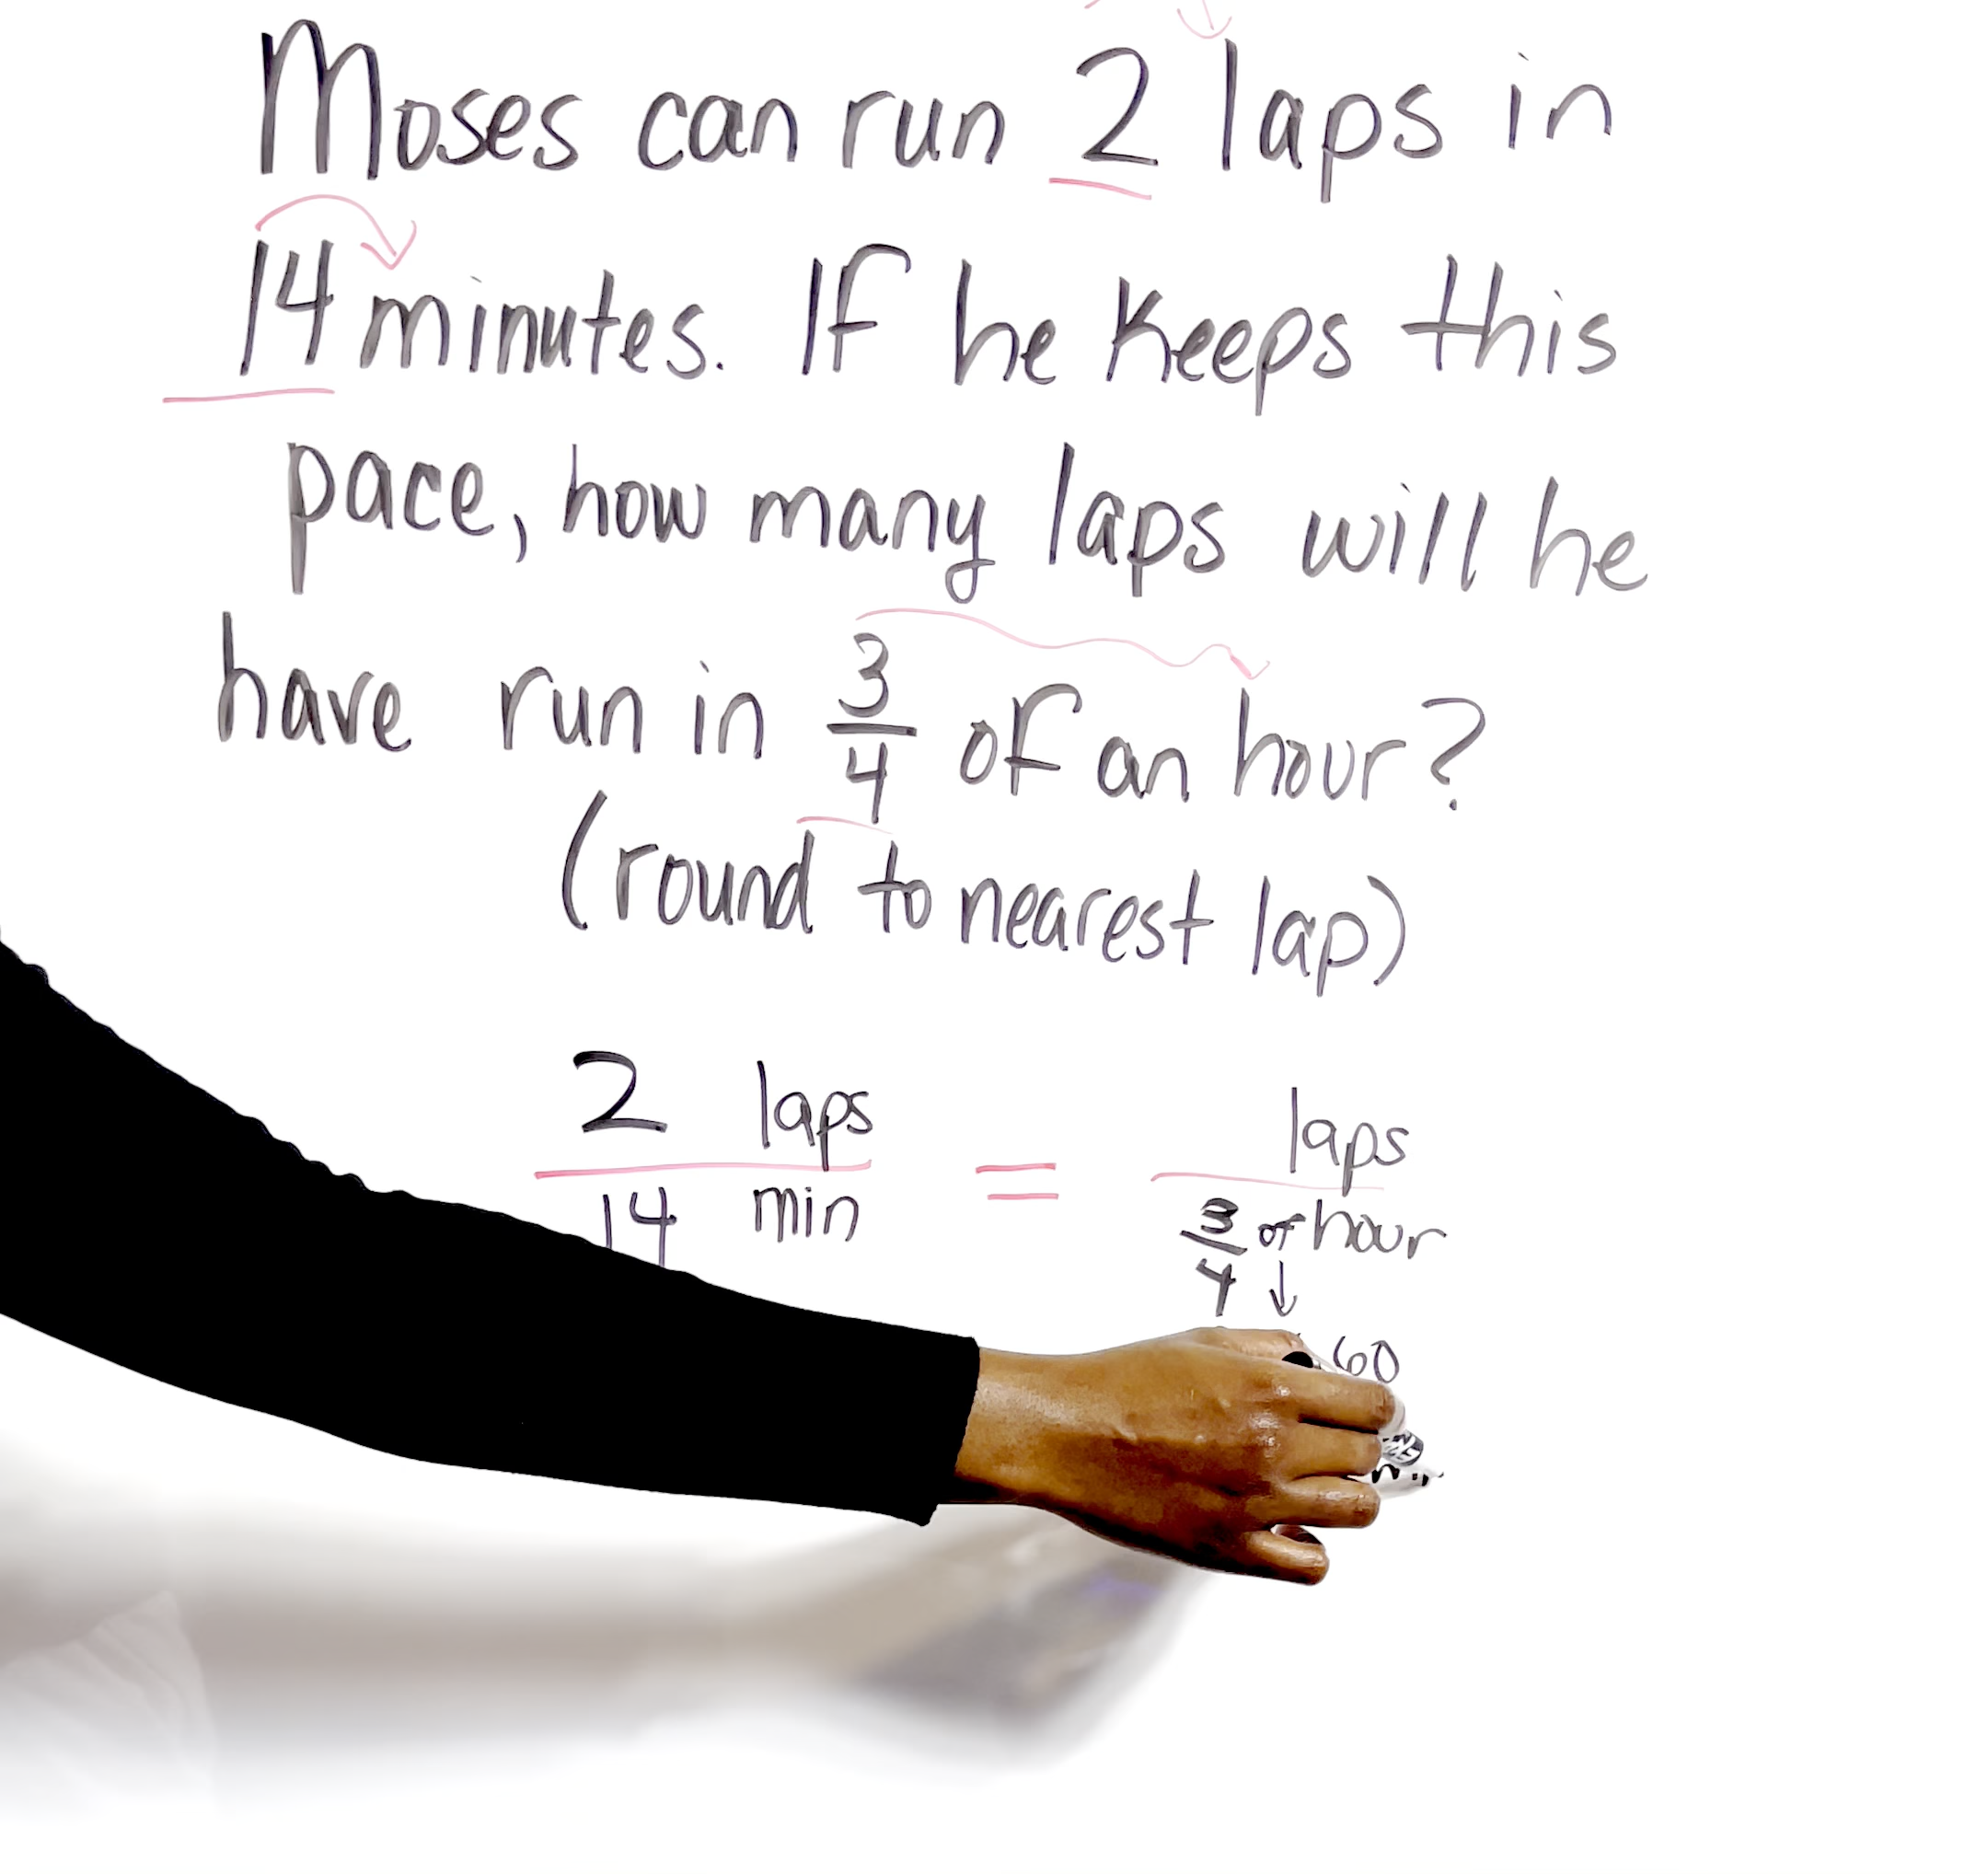 Moses can run 2 laps in
14 minutes. If he keeps this
pace, how many laps will he
have run in 3/4 of an hour?
(round to nearest lap)
2 laps / 14 min = laps / 3/4 of hour
↓
60